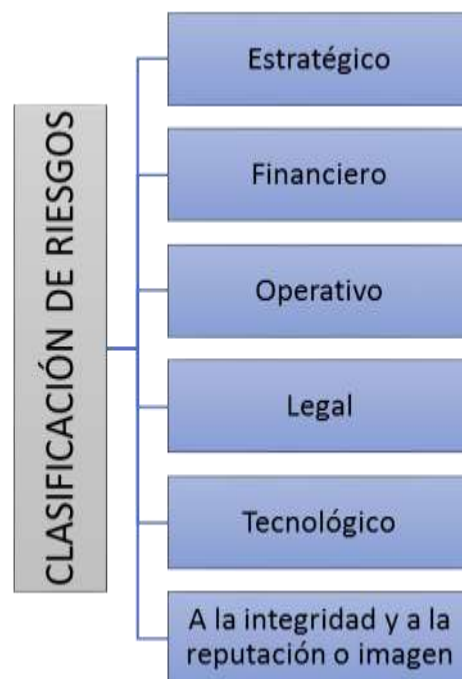 CLASIFICACIÓN DE RIESGOS
Estratégico
Financiero
Operativo
Legal
Tecnológico
A la integridad y a la
reputación o imagen